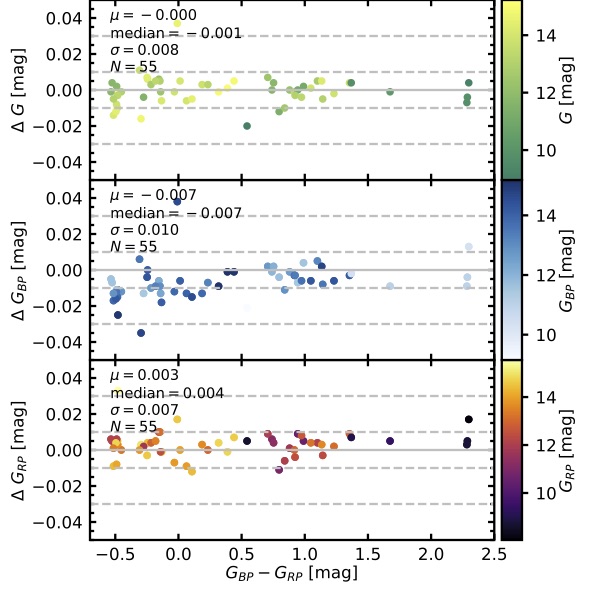 0.04
0.02
0.00
−0.02
−0.04
Δ G [mag]
μ = −0.000
median = −0.001
σ = 0.008
N = 55
14
12
10
G [mag]
0.04
0.02
0.00
−0.02
−0.04
Δ G_BP [mag]
μ = −0.007
median = −0.007
σ = 0.010
N = 55
14
12
10
G_BP [mag]
0.04
0.02
0.00
−0.02
−0.04
Δ G_RP [mag]
μ = 0.003
median = 0.004
σ = 0.007
N = 55
14
12
10
G_RP [mag]
−0.5 0.0 0.5 1.0 1.5 2.0 2.5
G_BP − G_RP [mag]